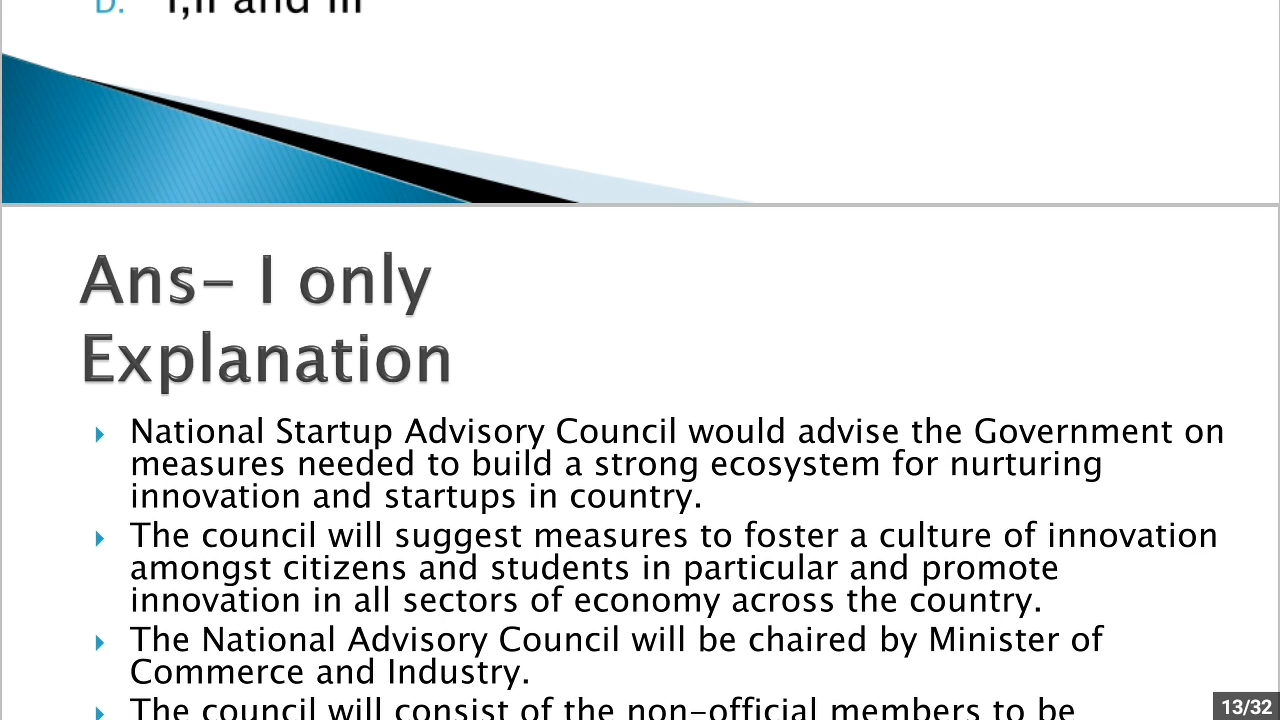 D. I,II and III
Ans- I only
Explanation
National Startup Advisory Council would advise the Government on
measures needed to build a strong ecosystem for nurturing
innovation and startups in country.
The council will suggest measures to foster a culture of innovation
amongst citizens and students in particular and promote
innovation in all sectors of economy across the country.
The National Advisory Council will be chaired by Minister of
Commerce and Industry.
The council will consist of the non-official members to be
13/32